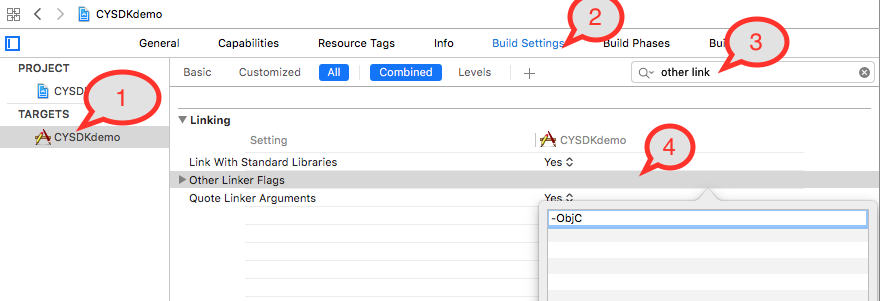 CYSDKdemo
General Capabilities Resource Tags Info Build Settings 2 Build Phases Bui 3
PROJECT Basic Customized All Combined Levels + other link
CYSD
1
TARGETS
CYSDKdemo
Linking
Setting CYSDKdemo
4
Link With Standard Libraries Yes
Other Linker Flags
Quote Linker Arguments Yes
-ObjC